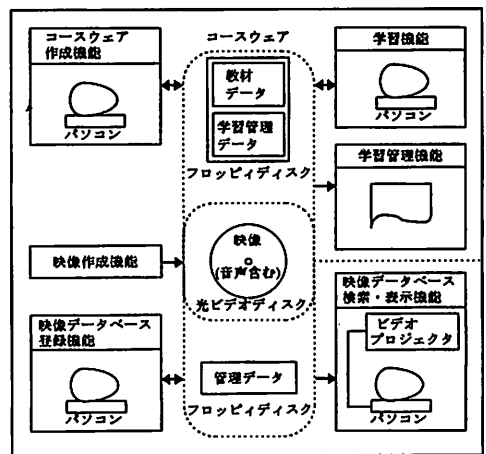 コースウェア
作成機能
パソコン
コースウェア
教材
データ
学習管理
データ
フロッピィディスク
学習機能
パソコン
学習管理機能
映像作成機能
映像
(音声含む)
光ビデオディスク
映像データベース
登録機能
パソコン
管理データ
フロッピィディスク
映像データベース
検索・表示機能
ビデオ
プロジェクタ
パソコン